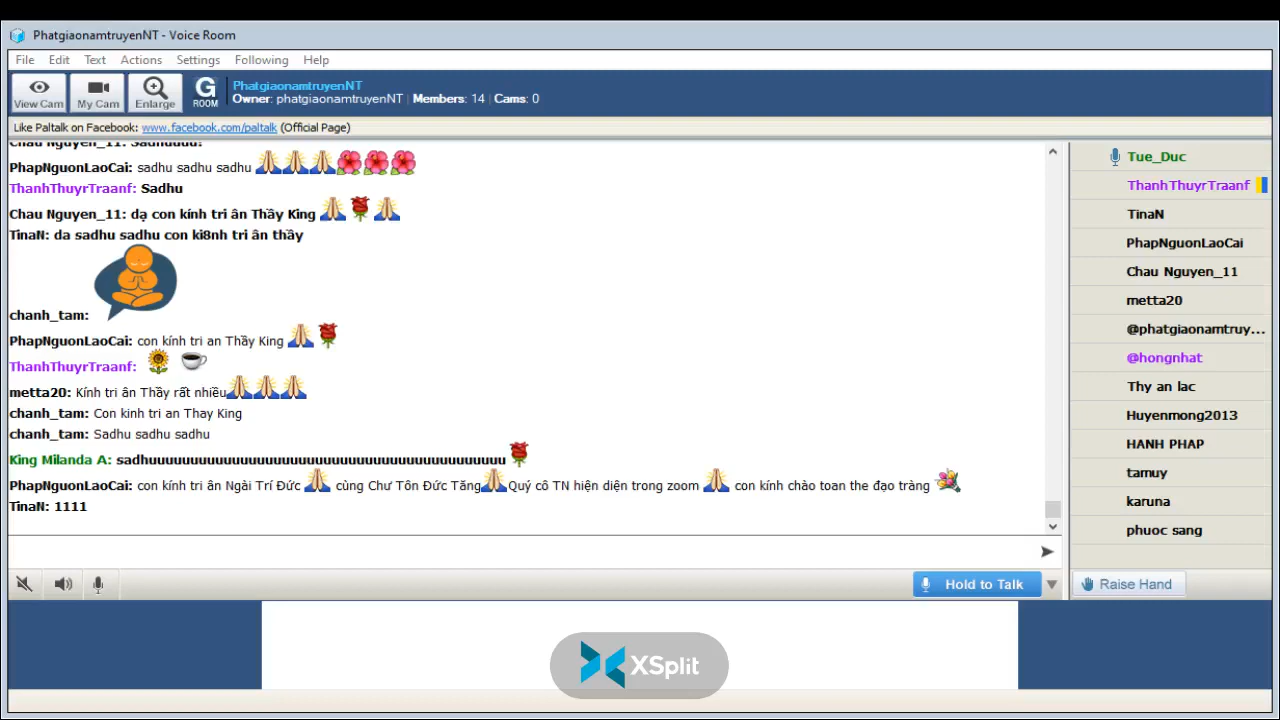 PhatgiaonamtruyenNT - Voice Room
File Edit Text Actions Settings Following Help
View Cam My Cam Enlarge G ROOM
PhatgiaonamtruyenNT
Owner: phatgiaonamtruyenNT | Members: 14 | Cams: 0
Like Paltalk on Facebook: www.facebook.com/paltalk (Official Page)
Chau Nguyen_11: Sadhuuuu!
PhapNguonLaoCai: sadhu sadhu sadhu
ThanhThuyrTraanf: Sadhu
Chau Nguyen_11: dạ con kính tri ân Thầy King
TinaN: da sadhu sadhu con ki8nh tri ân thầy
chanh_tam:
PhapNguonLaoCai: con kính tri an Thầy King
ThanhThuyrTraanf:
metta20: Kính tri ân Thầy rất nhiều
chanh_tam: Con kinh tri an Thay King
chanh_tam: Sadhu sadhu sadhu
King Milanda A: sadhuuuuuuuuuuuuuuuuuuuuuuuuuuuuuuuuuuuuuuuuuu
PhapNguonLaoCai: con kính tri ân Ngài Trí Đức cùng Chư Tôn Đức Tăng Quý cô TN hiện diện trong zoom con kính chào toan the đạo tràng
TinaN: 1111
Tue_Duc
ThanhThuyrTraanf
TinaN
PhapNguonLaoCai
Chau Nguyen_11
metta20
@phatgiaonamtruy...
@hongnhat
Thy an lac
Huyenmong2013
HANH PHAP
tamuy
karuna
phuoc sang
Hold to Talk
Raise Hand
XSplit